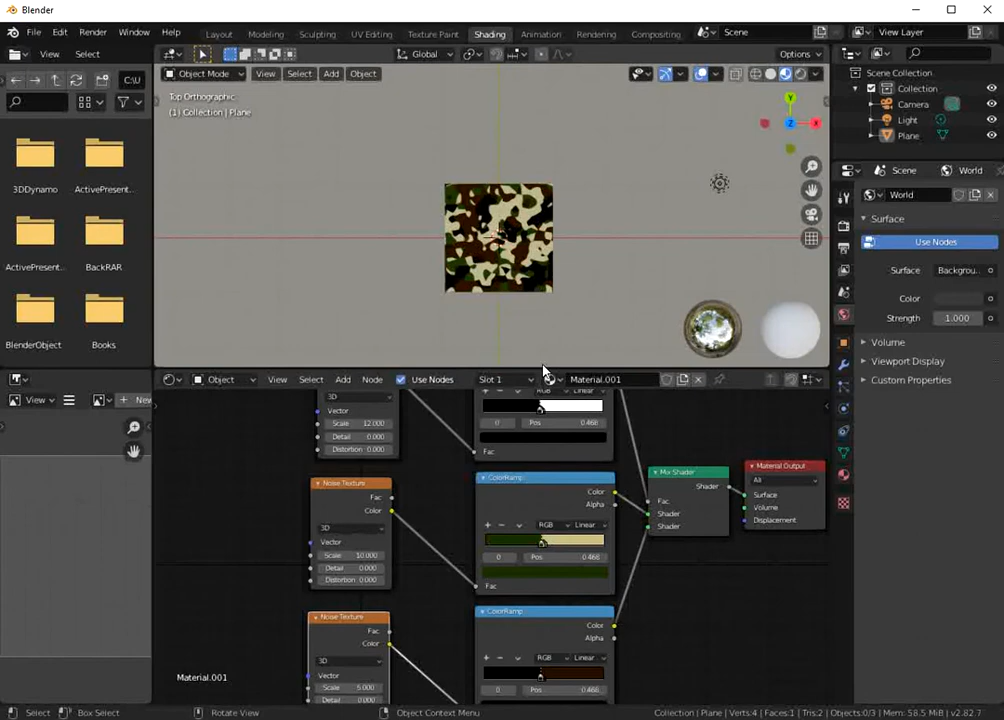 Blender
File Edit Render Window Help Layout Modeling Sculpting UV Editing Texture Paint Shading Animation Rendering Compositing Scene View Layer
View Select Global Options
C:\U Object Mode View Select Add Object Scene Collection
Collection
Top Orthographic
(1) Collection | Plane
Camera
Light
Plane
Y
X
Z
3DDynamo ActivePresent..
Scene World
World
Surface
Use Nodes
ActivePresent... BackRAR
Surface: Backgrou..
Color
Strength 1.000
BlenderObject Books
Volume
Viewport Display
Custom Properties
Object View Select Add Node Use Nodes Slot 1 Material.001
View New
3D
Vector
Scale 12.000
Detail 0.000
Distortion 0.000
RGB Linear
0 Pos 0.468
Fac
Noise Texture
Fac
Color
3D
Vector
Scale 10.000
Detail 0.000
Distortion 0.000
ColorRamp
Color
Alpha
RGB Linear
0 Pos. 0.468
Fac
Mix Shader
Shader
Fac
Shader
Shader
Material Output
All
Surface
Volume
Displacement
Noise Texture
Fac
Color
3D
Vector
Scale 5.000
Detail 0.000
ColorRamp
Color
Alpha
RGB Linear
0 Pos 0.468
Material.001
Select Box Select Rotate View Object Context Menu Collection | Plane | Verts:4 | Faces:1 | Tris:2 | Objects:0/3 | Mem: 58.5 MiB | v2.82.7